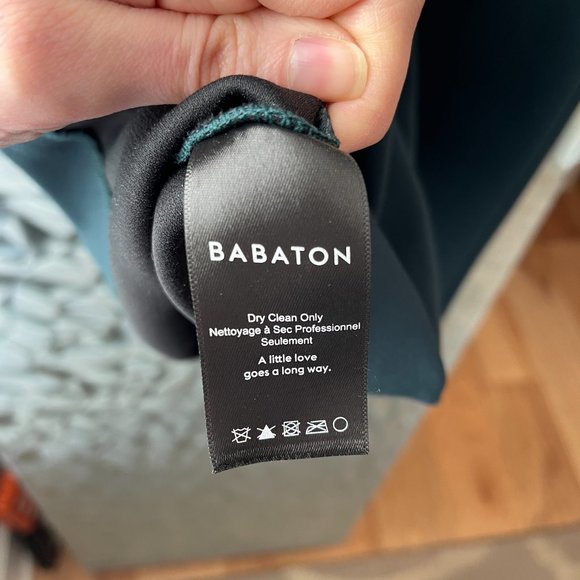 BABATON
Dry Clean Only
Nettoyage à Sec Professionnel
Seulement
A little love
goes a long way.